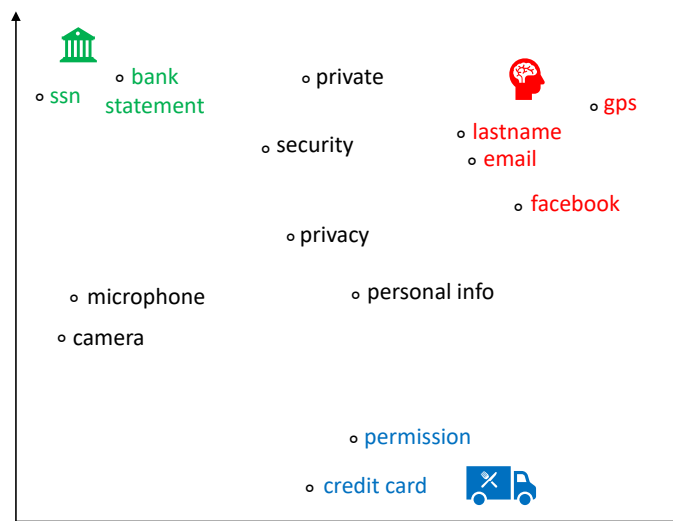 bank
private
ssn
statement
gps
lastname
security
email
facebook
privacy
microphone
personal info
camera
permission
credit card